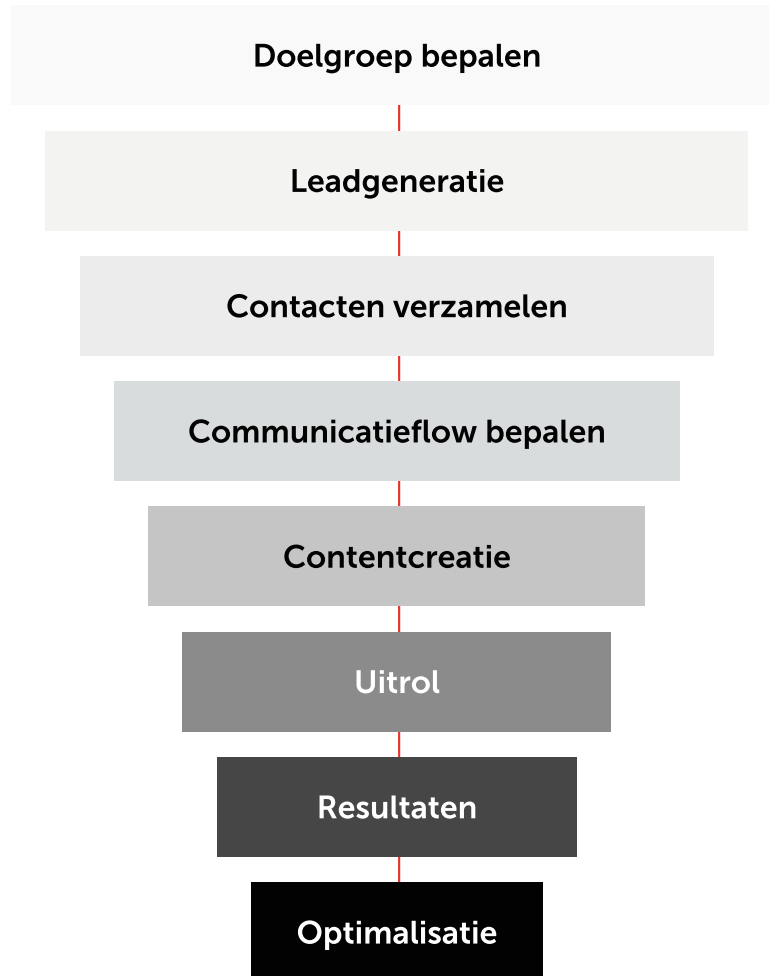 Doelgroep bepalen
Leadgeneratie
Contacten verzamelen
Communicatieflow bepalen
Contentcreatie
Uitrol
Resultaten
Optimalisatie